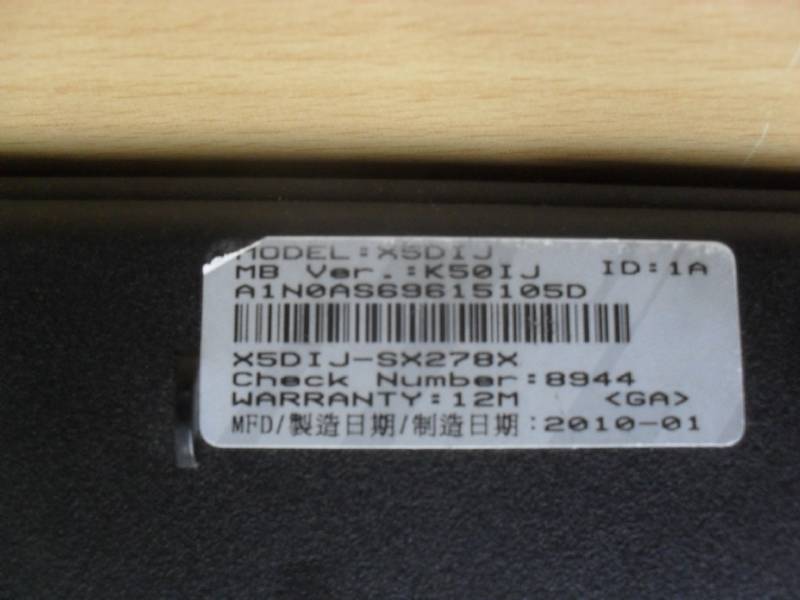 MODEL:X5DIJ
MB Ver.:K50IJ ID:1A
A1N0AS69615105D
X5DIJ-SX278X
Check Number:8944
WARRANTY:12M <GA>
MFD/製造日期/制造日期:2010-01